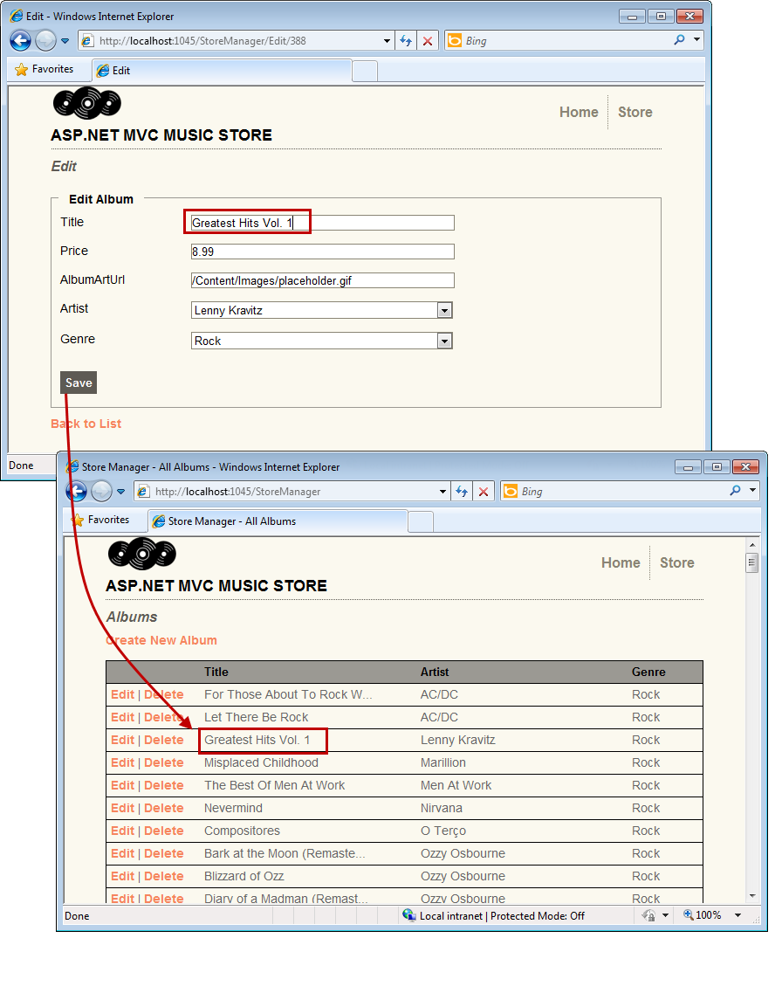 Edit - Windows Internet Explorer
http://localhost:1045/StoreManager/Edit/388
Bing
Favorites
Edit
Home
Store
ASP.NET MVC MUSIC STORE
Edit
Edit Album
Title
Greatest Hits Vol. 1
Price
8.99
AlbumArtUrl
/Content/Images/placeholder.gif
Artist
Lenny Kravitz
Genre
Rock
Save
Back to List
Done
Store Manager - All Albums - Windows Internet Explorer
http://localhost:1045/StoreManager
Bing
Favorites
Store Manager - All Albums
Home
Store
ASP.NET MVC MUSIC STORE
Albums
Create New Album
Title Artist Genre
Edit | Delete For Those About To Rock W... AC/DC Rock
Edit | Delete Let There Be Rock AC/DC Rock
Edit | Delete Greatest Hits Vol. 1 Lenny Kravitz Rock
Edit | Delete Misplaced Childhood Marillion Rock
Edit | Delete The Best Of Men At Work Men At Work Rock
Edit | Delete Nevermind Nirvana Rock
Edit | Delete Compositores O Terço Rock
Edit | Delete Bark at the Moon (Remaste... Ozzy Osbourne Rock
Edit | Delete Blizzard of Ozz Ozzy Osbourne Rock
Edit | Delete Diary of a Madman (Remast... Ozzy Osbourne Rock
Done
Local intranet | Protected Mode: Off
100%